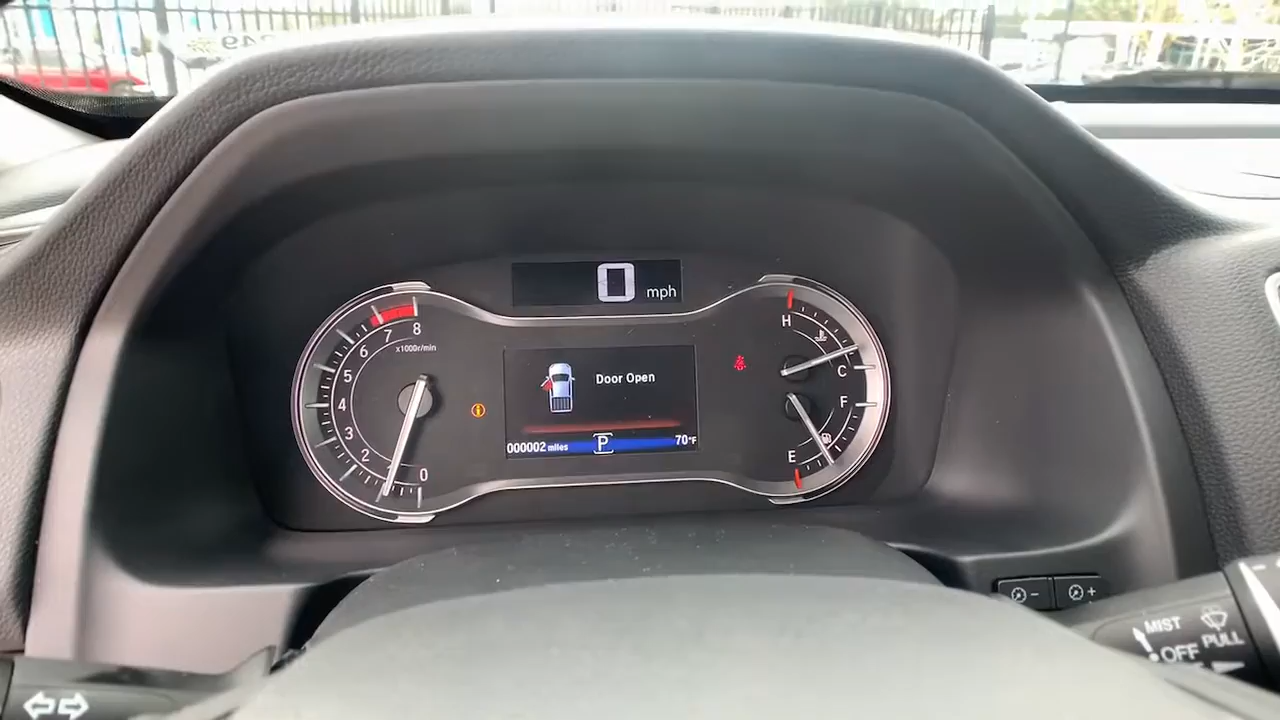 0 mph
8
7
6
x1000r/min
5
4
3
2
0
Door Open
000002 miles P 70°F
H
C
F
E
- +
MIST
OFF PULL